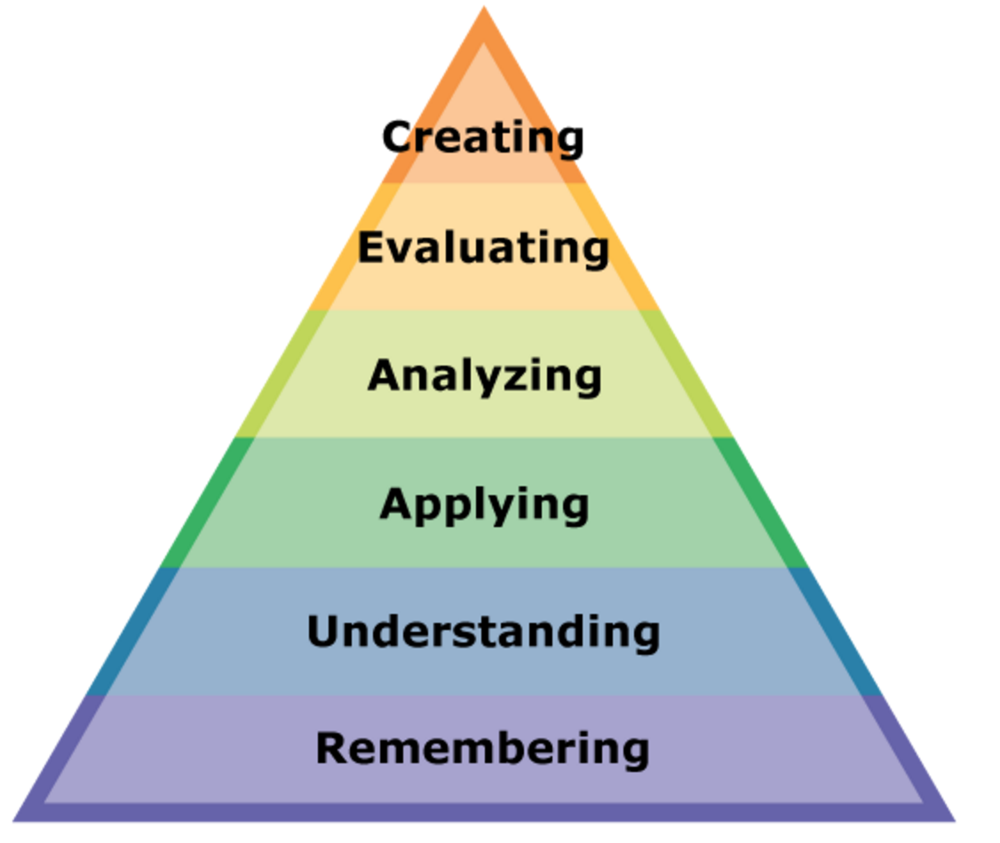 Creating
Evaluating
Analyzing
Applying
Understanding
Remembering